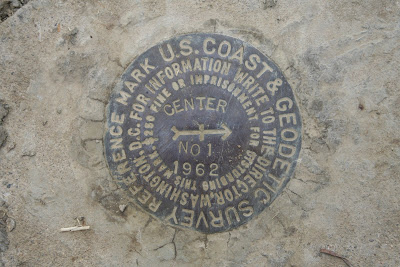 U.S. COAST & GEODETIC SURVEY REFERENCE MARK
FOR INFORMATION WRITE TO THE DIRECTOR, WASHINGTON, D.C.
$250 FINE OR IMPRISONMENT FOR DISTURBING THIS MARK.
CENTER
NO 1
1962